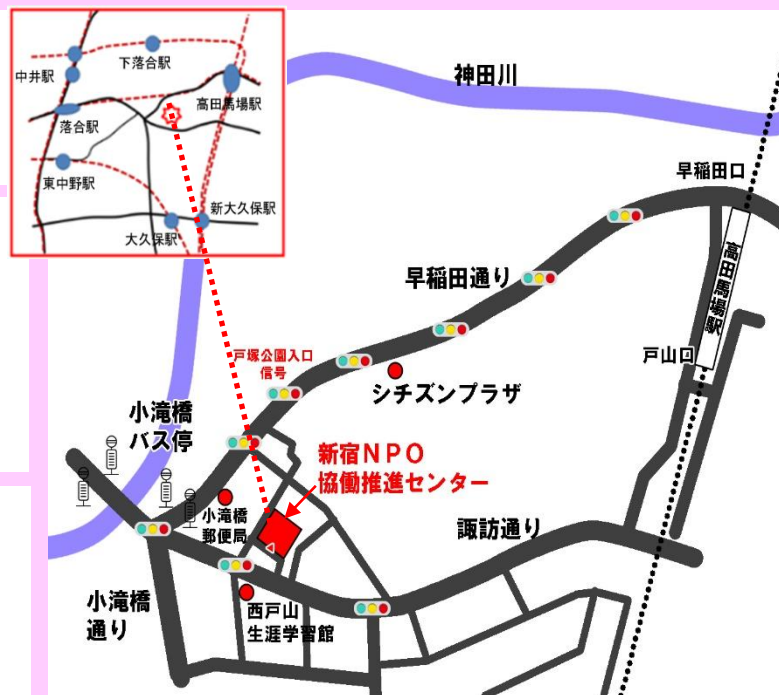 中井駅
下落合駅
高田馬場駅
落合駅
東中野駅
新大久保駅
大久保駅
神田川
早稲田口
早稲田通り
高田馬場駅
戸山口
戸塚公園入口
信号
シチズンプラザ
小滝橋
バス停
新宿NPO
協働推進センター
小滝橋
郵便局
諏訪通り
小滝橋
通り
西戸山
生涯学習館